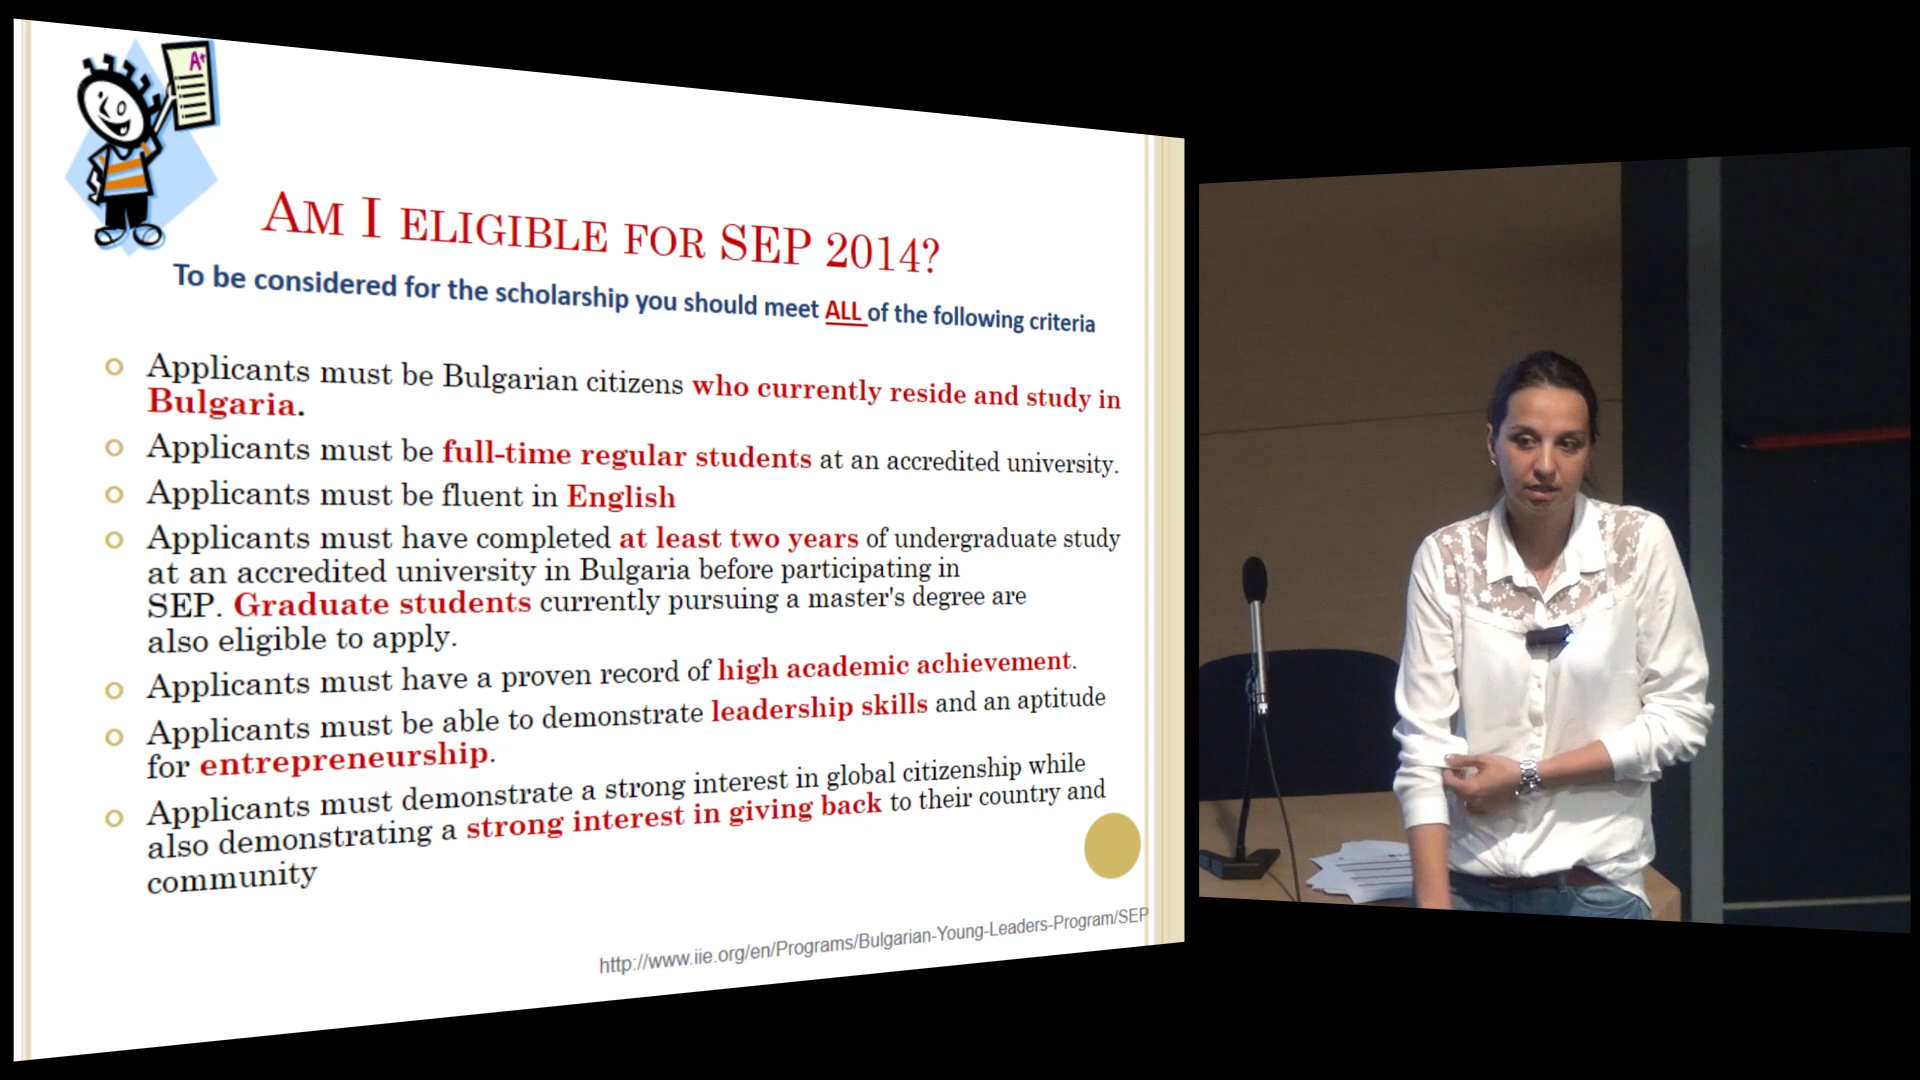 A+
AM I ELIGIBLE FOR SEP 2014?
To be considered for the scholarship you should meet ALL of the following criteria
Applicants must be Bulgarian citizens who currently reside and study in
Bulgaria.
Applicants must be full-time regular students at an accredited university.
Applicants must be fluent in English
Applicants must have completed at least two years of undergraduate study
at an accredited university in Bulgaria before participating in
SEP. Graduate students currently pursuing a master's degree are
also eligible to apply.
Applicants must have a proven record of high academic achievement.
Applicants must be able to demonstrate leadership skills and an aptitude
for entrepreneurship.
Applicants must demonstrate a strong interest in global citizenship while
also demonstrating a strong interest in giving back to their country and
community
http://www.iie.org/en/Programs/Bulgarian-Young-Leaders-Program/SEP